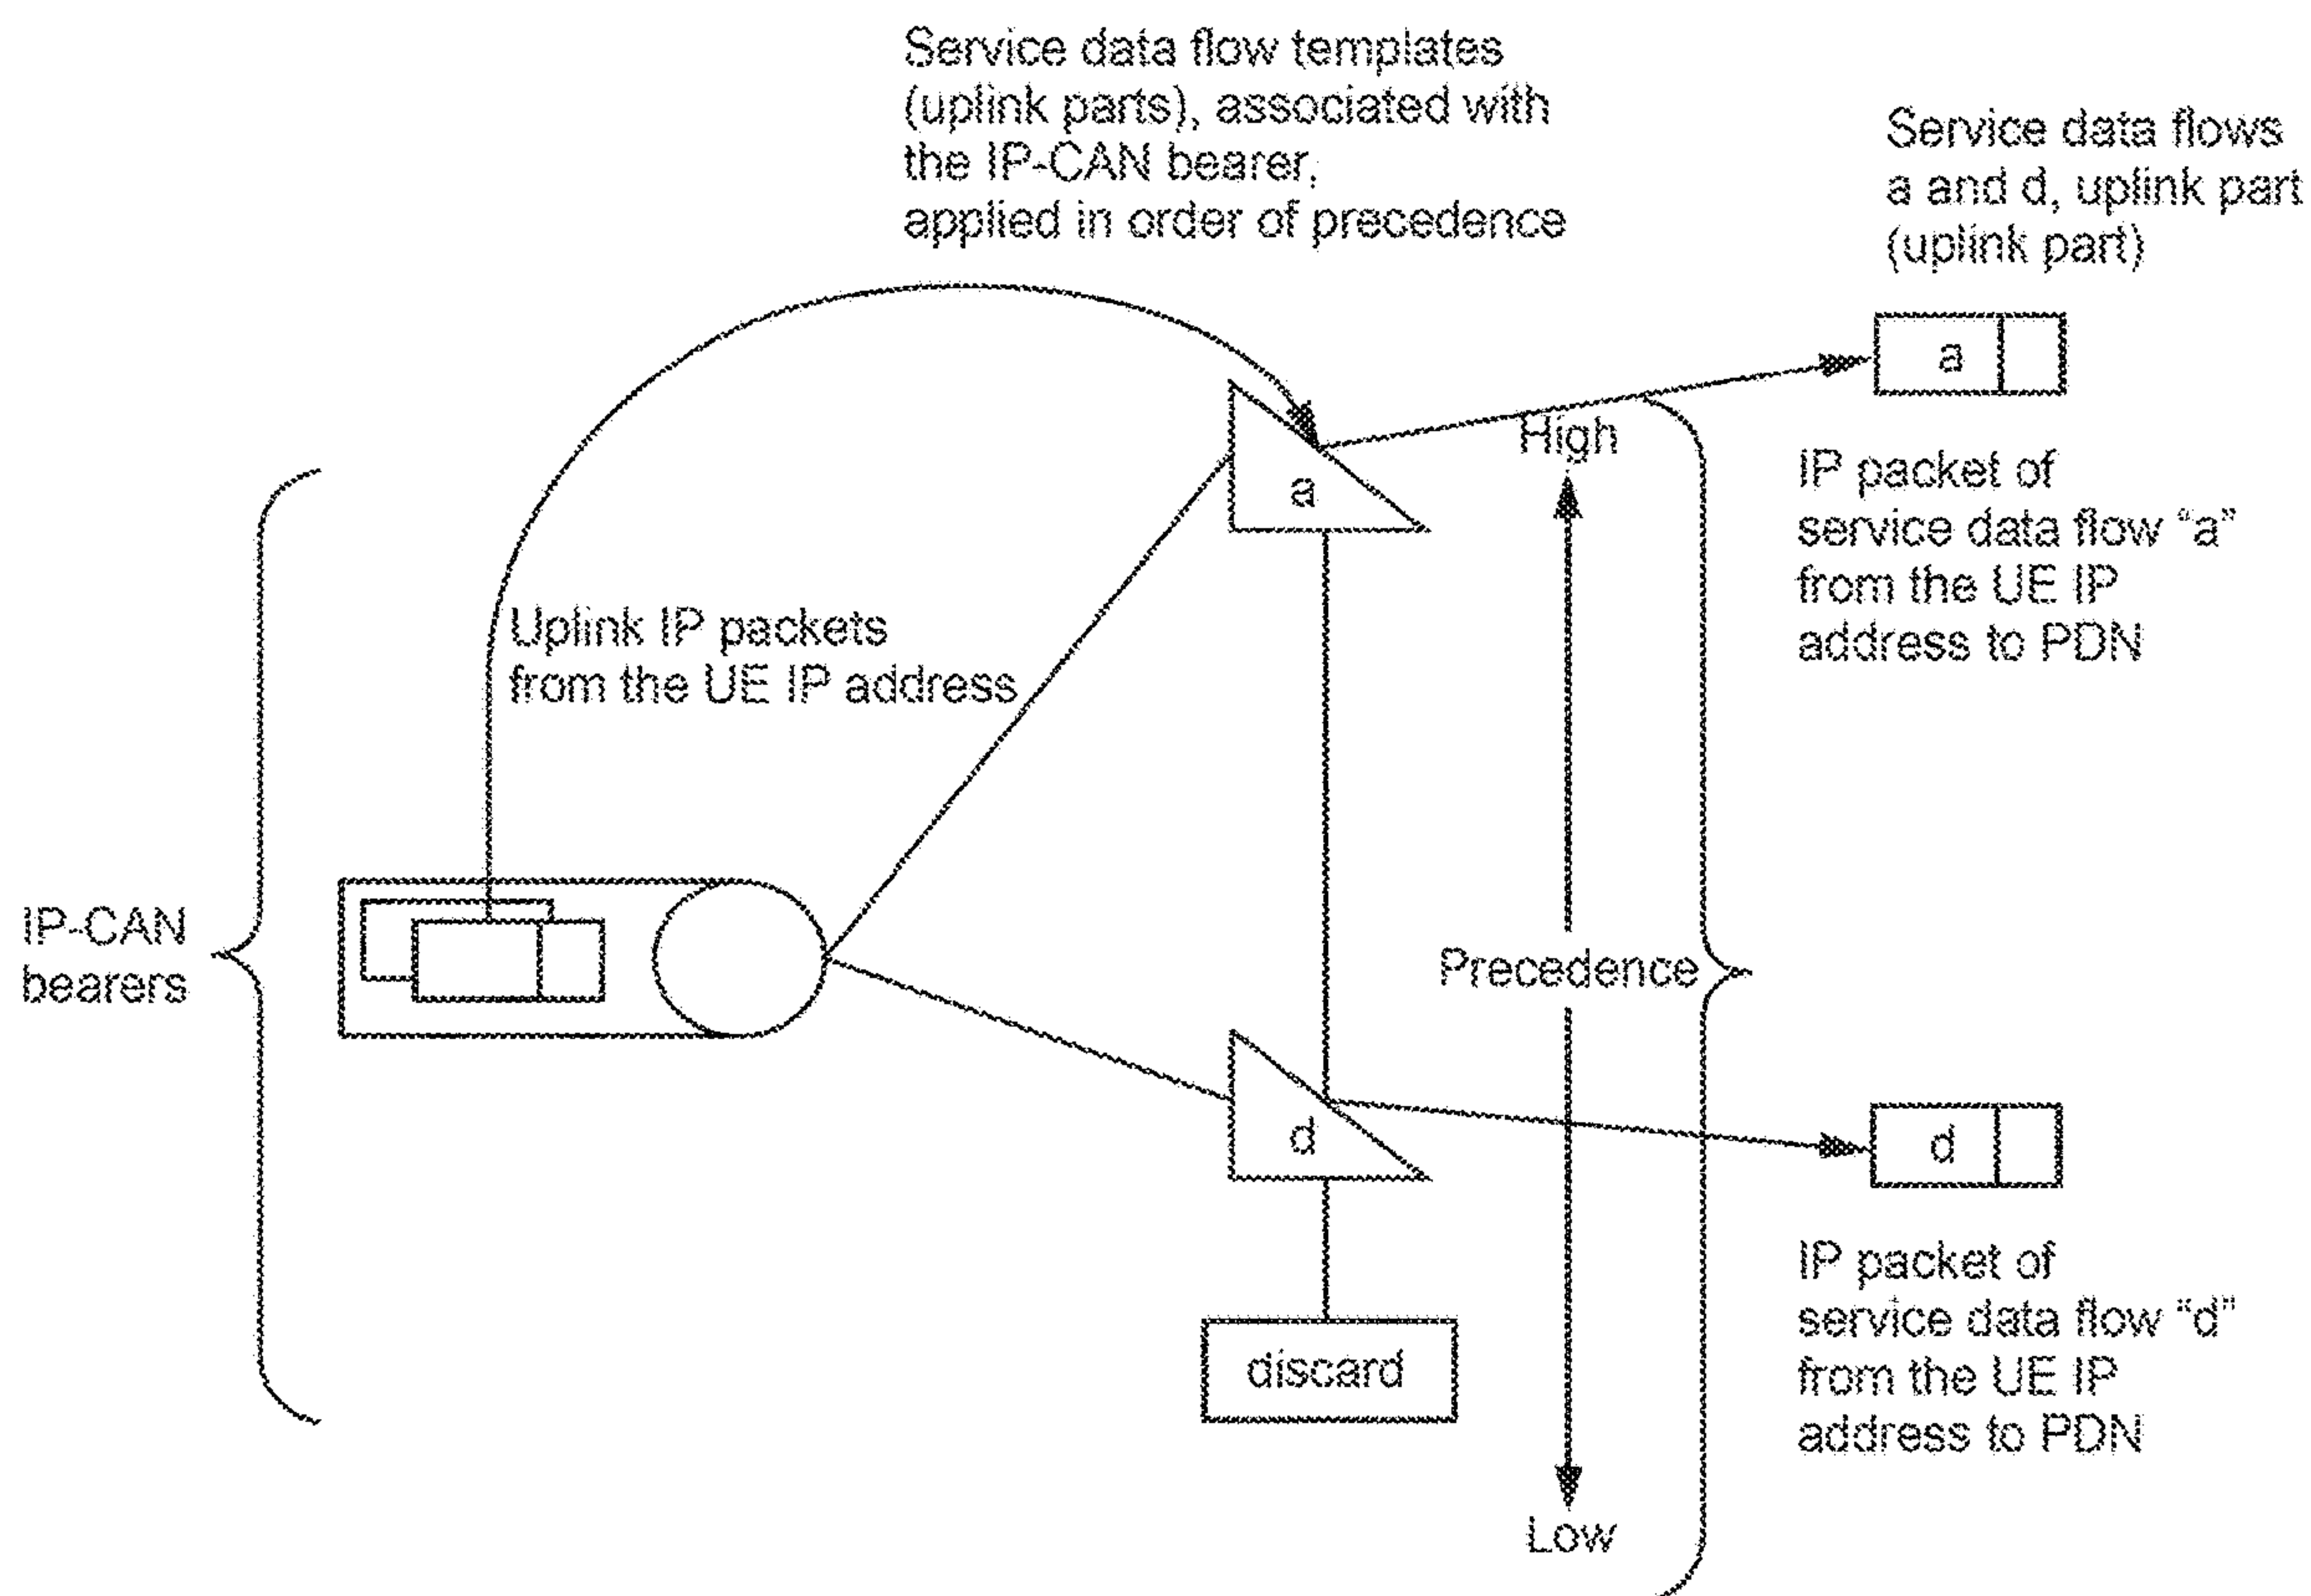 Service data flow templates
(uplink parts), associated with
the IP-CAN bearer,
applied in order of precedence
Service data flows
a and d, uplink part
(uplink part)
a
High
a
IP packet of
service data flow “a”
from the UE IP
address to PDN
Uplink IP packets
from the UE IP address
IP-CAN
bearers
Precedence
d
d
IP packet of
service data flow “d”
from the UE IP
address to PDN
discard
Low